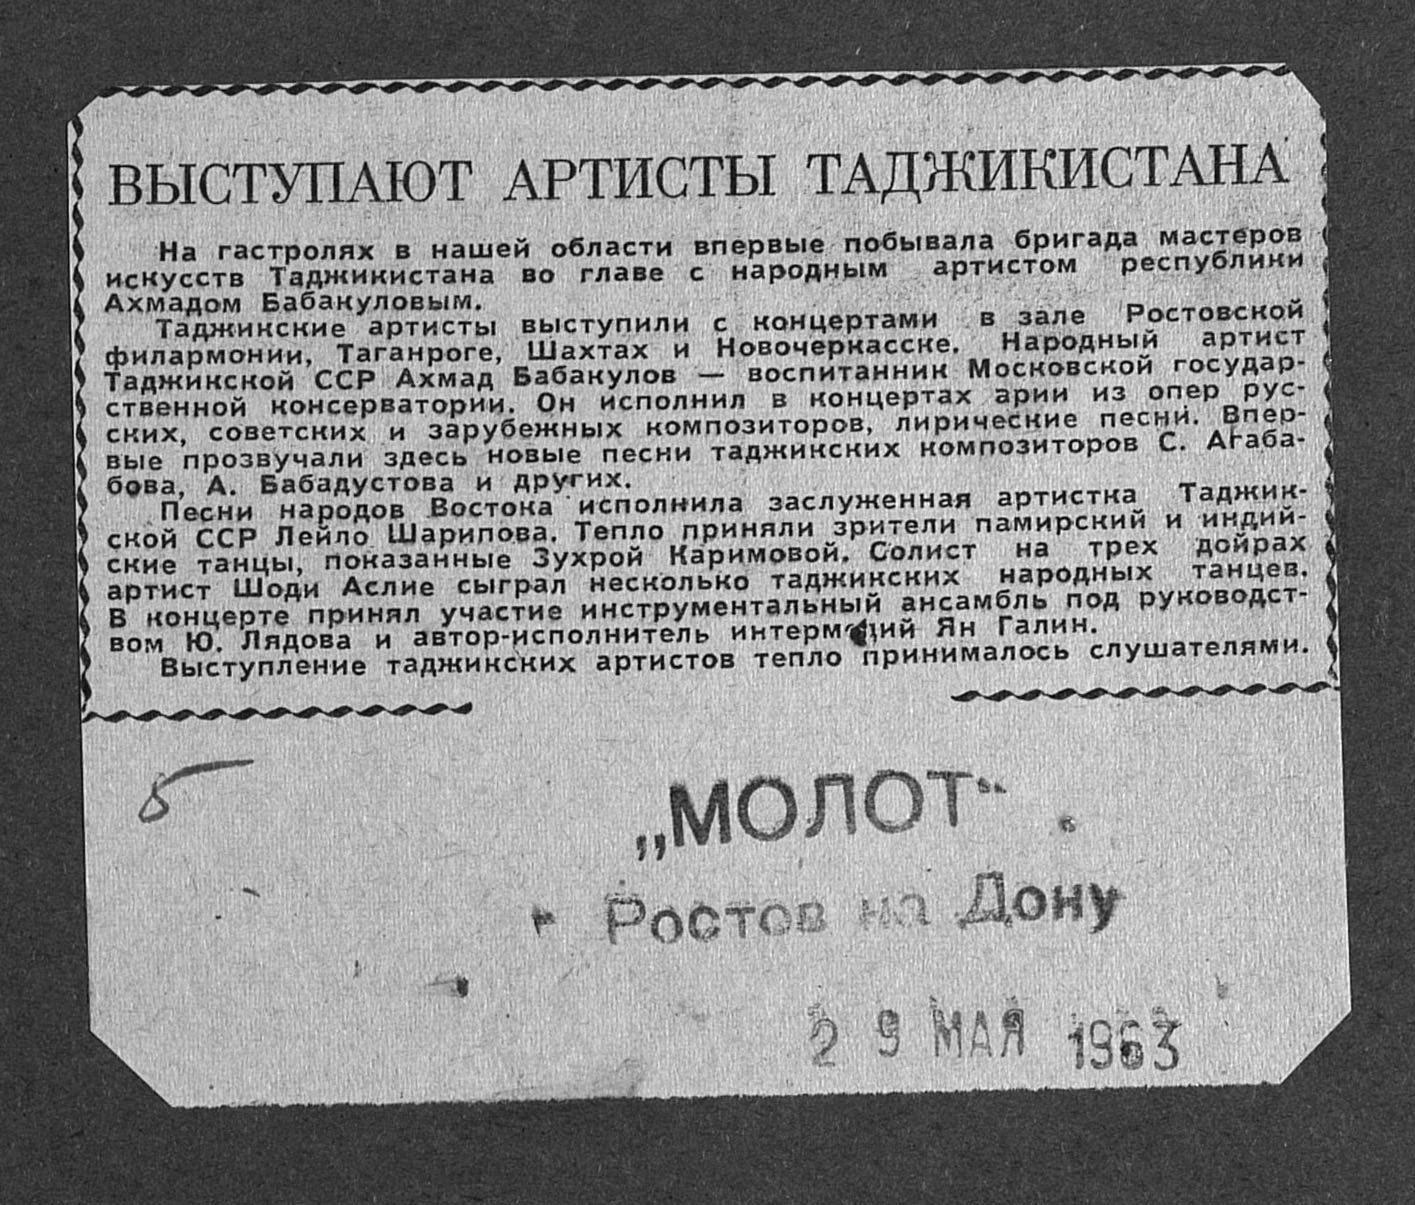 ВЫСТУПАЮТ АРТИСТЫ ТАДЖИКИСТАНА
На гастролях в нашей области впервые побывала бригада мастеров
искусств Таджикистана во главе с народным артистом республики
Ахмадом Бабакуловым.
Таджикские артисты выступили с концертами в зале Ростовской
филармонии, Таганроге, Шахтах и Новочеркасске. Народный артист
Таджикской ССР Ахмад Бабакулов — воспитанник Московской государ-
ственной консерватории. Он исполнил в концертах арии из опер рус-
ских, советских и зарубежных композиторов, лирические песни. Впер-
вые прозвучали здесь новые песни таджикских композиторов С. Агаба-
бова, А. Бабадустова и других.
Песни народов Востока исполнила заслуженная артистка Таджик-
ской ССР Лейло Шарипова. Тепло приняли зрители памирский и индий-
ские танцы, показанные Зухрой Каримовой. Солист на трех дойрах
артист Шоди Аслие сыграл несколько таджикских народных танцев.
В концерте принял участие инструментальный ансамбль под руководст-
вом Ю. Лядова и автор-исполнитель интермедий Ян Галин.
Выступление таджикских артистов тепло принималось слушателями.
„МОЛОТ“
Ростов на Дону
29 МАЯ 1963